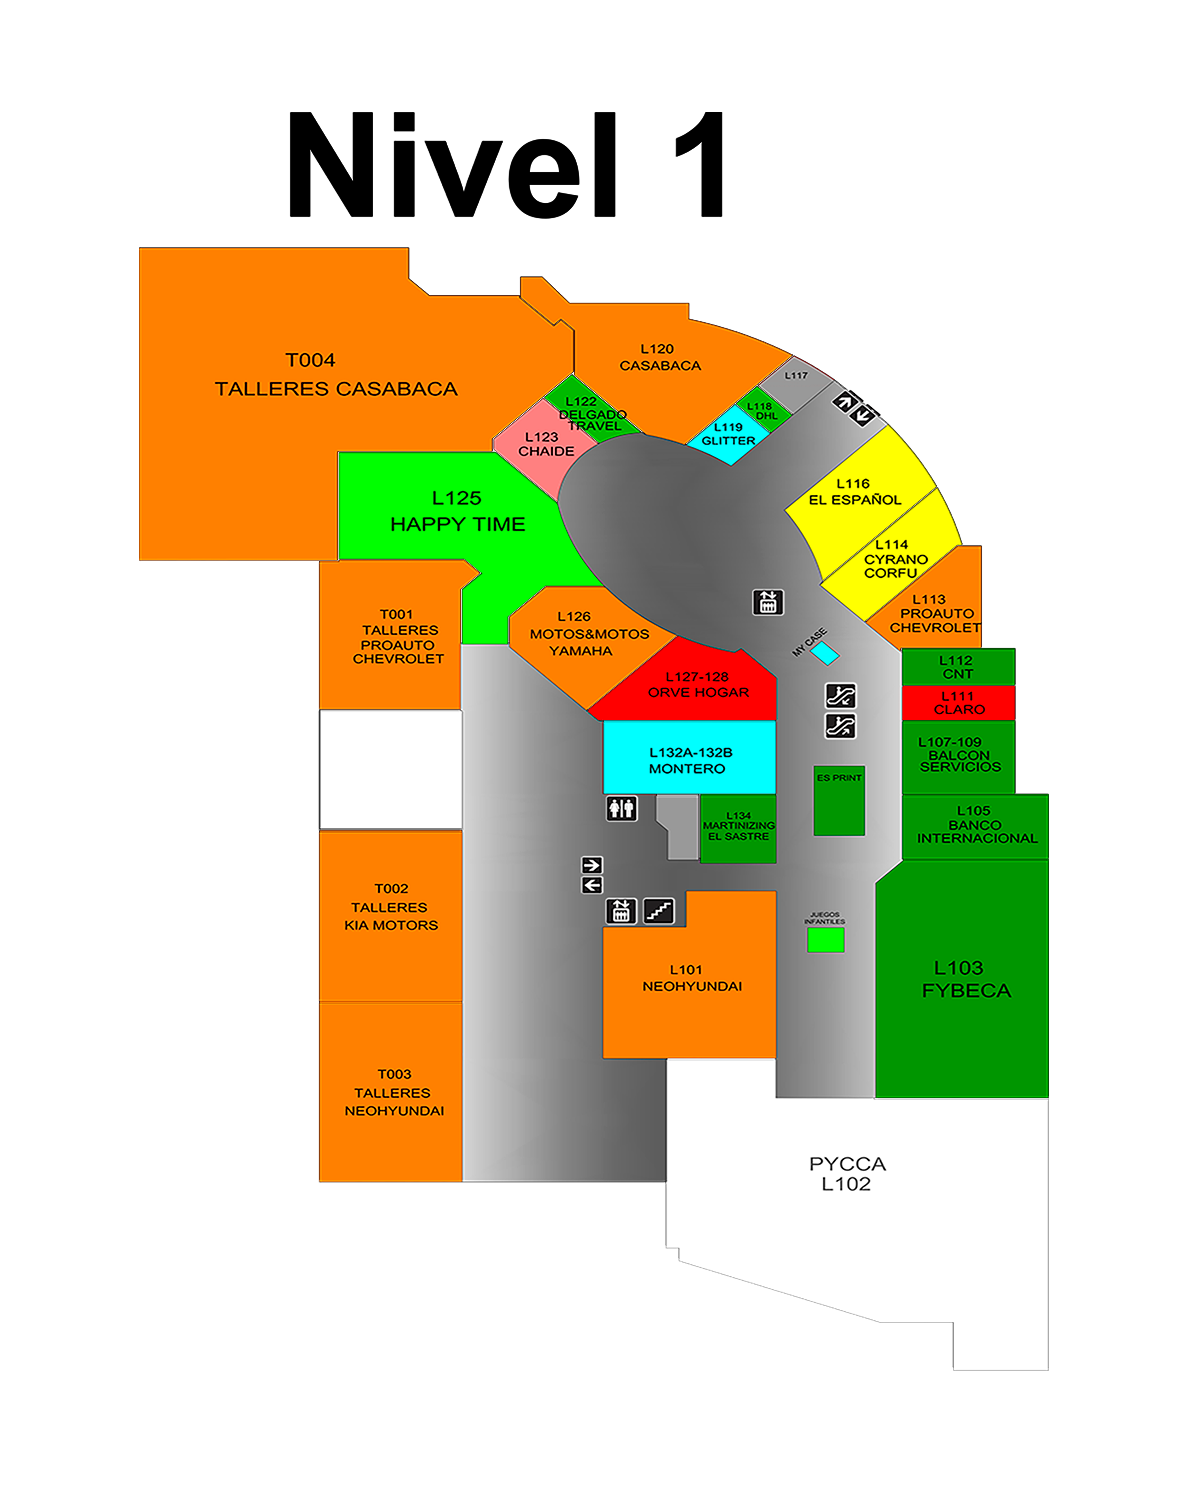 Nivel 1
T004
TALLERES CASABACA
L120
CASABACA
L117
L122
DELGADO
TRAVEL
L118
DHL
L119
GLITTER
L123
CHAIDE
L125
HAPPY TIME
L116
EL ESPAÑOL
L114
CYRANO
CORFU
L113
PROAUTO
CHEVROLET
T001
TALLERES
PROAUTO
CHEVROLET
L126
MOTOS&MOTOS
YAMAHA
MY CASE
L112
CNT
L127-128
ORVE HOGAR
L111
CLARO
L132A-132B
MONTERO
L107-109
BALCON
SERVICIOS
ES PRINT
L134
MARTINIZING
EL SASTRE
L105
BANCO
INTERNACIONAL
T002
TALLERES
KIA MOTORS
JUEGOS
INFANTILES
L101
NEOHYUNDAI
L103
FYBECA
T003
TALLERES
NEOHYUNDAI
PYCCA
L102